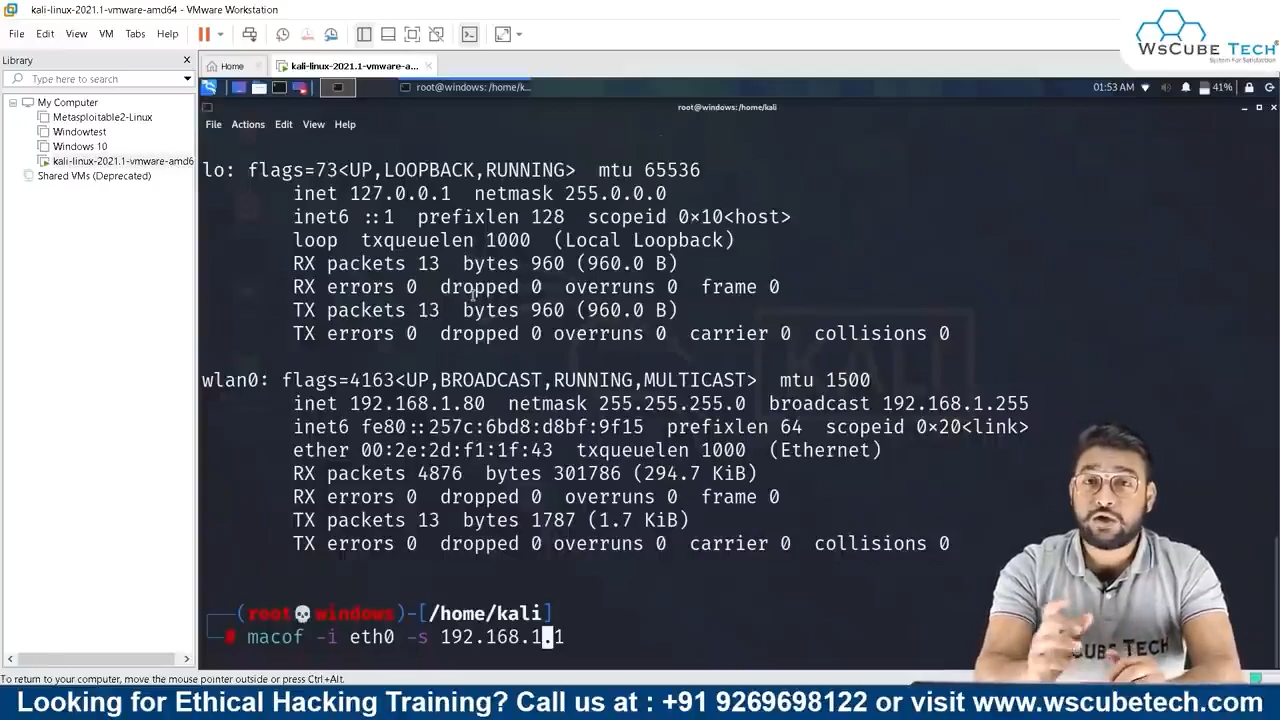 kali-linux-2021.1-vmware-amd64 - VMware Workstation
File Edit View VM Tabs Help
WsCube Tech
System For Satisfaction
Library
Type here to search
My Computer
Metasploitable2-Linux
Windowtest
Windows 10
kali-linux-2021.1-vmware-amd6
Shared VMs (Deprecated)
Home
kali-linux-2021.1-vmware-a...
root@windows: /home/k...
01:53 AM
41%
root@windows: /home/kali
File Actions Edit View Help
lo: flags=73<UP,LOOPBACK,RUNNING> mtu 65536
inet 127.0.0.1 netmask 255.0.0.0
inet6 ::1 prefixlen 128 scopeid 0×10<host>
loop txqueuelen 1000 (Local Loopback)
RX packets 13 bytes 960 (960.0 B)
RX errors 0 dropped 0 overruns 0 frame 0
TX packets 13 bytes 960 (960.0 B)
TX errors 0 dropped 0 overruns 0 carrier 0 collisions 0
wlan0: flags=4163<UP,BROADCAST,RUNNING,MULTICAST> mtu 1500
inet 192.168.1.80 netmask 255.255.255.0 broadcast 192.168.1.255
inet6 fe80::257c:6bd8:d8bf:9f15 prefixlen 64 scopeid 0×20<link>
ether 00:2e:2d:f1:1f:43 txqueuelen 1000 (Ethernet)
RX packets 4876 bytes 301786 (294.7 KiB)
RX errors 0 dropped 0 overruns 0 frame 0
TX packets 13 bytes 1787 (1.7 KiB)
TX errors 0 dropped 0 overruns 0 carrier 0 collisions 0
(root💀windows)-[/home/kali]
# macof -i eth0 -s 192.168.1.1
KALI
CUBE TECH
To return to your computer, move the mouse pointer outside or press Ctrl+Alt.
Looking for Ethical Hacking Training? Call us at : +91 9269698122 or visit www.wscubetech.com